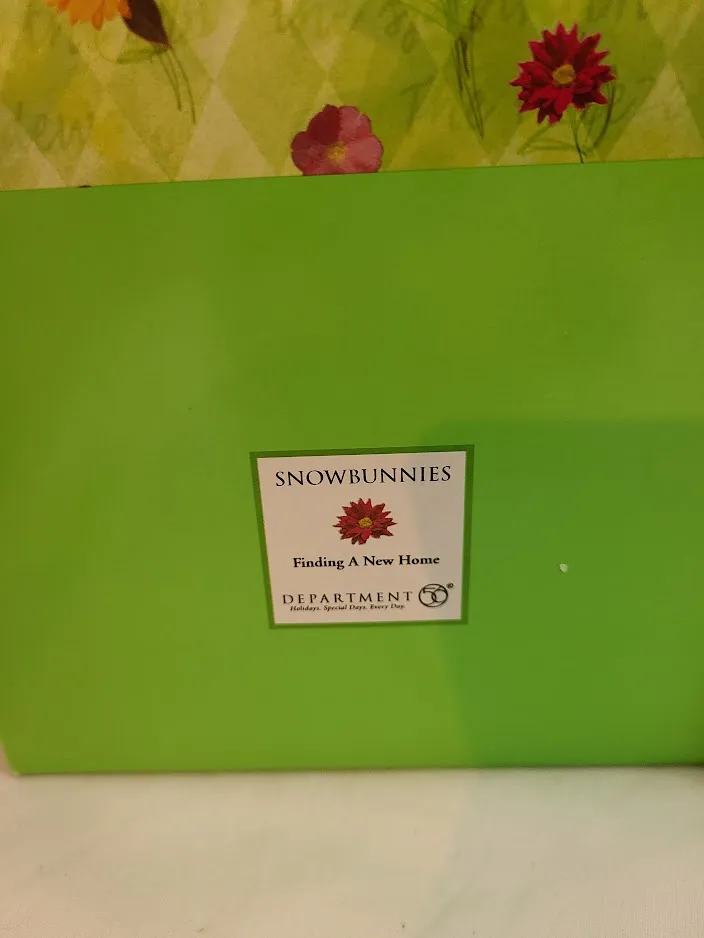 SNOWBUNNIES
Finding A New Home
DEPARTMENT 56®
Holidays. Special Days. Every Day.